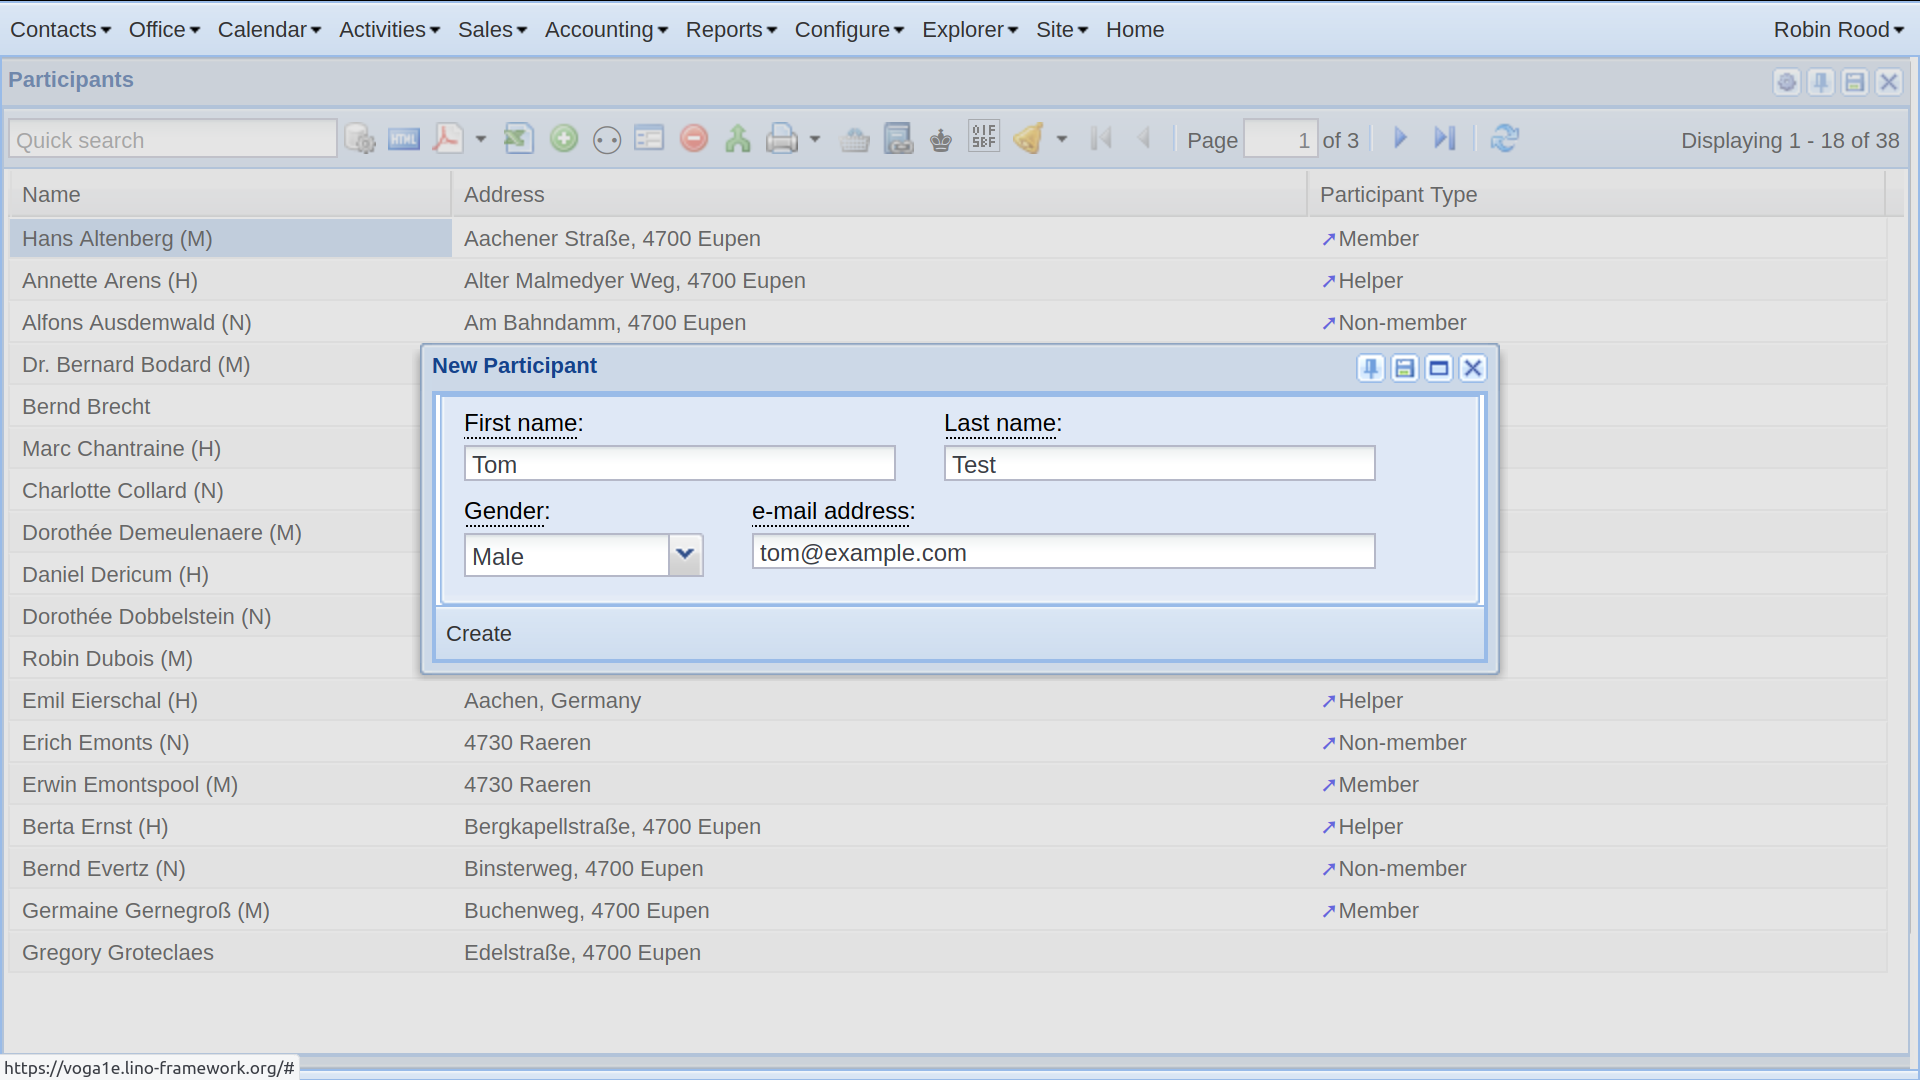 Contacts Office Calendar Activities Sales Accounting Reports Configure Explorer Site Home Robin Rood
Participants
Quick search HTML Page 1 of 3 Displaying 1 - 18 of 38
Name Address Participant Type
Hans Altenberg (M) Aachener Straße, 4700 Eupen Member
Annette Arens (H) Alter Malmedyer Weg, 4700 Eupen Helper
Alfons Ausdemwald (N) Am Bahndamm, 4700 Eupen Non-member
Dr. Bernard Bodard (M)
Bernd Brecht
Marc Chantraine (H)
Charlotte Collard (N)
Dorothée Demeulenaere (M)
Daniel Dericum (H)
Dorothée Dobbelstein (N)
Robin Dubois (M)
New Participant
First name: Last name:
Tom Test
Gender: e-mail address:
Male tom@example.com
Create
Emil Eierschal (H) Aachen, Germany Helper
Erich Emonts (N) 4730 Raeren Non-member
Erwin Emontspool (M) 4730 Raeren Member
Berta Ernst (H) Bergkapellstraße, 4700 Eupen Helper
Bernd Evertz (N) Binsterweg, 4700 Eupen Non-member
Germaine Gernegroß (M) Buchenweg, 4700 Eupen Member
Gregory Groteclaes Edelstraße, 4700 Eupen
https://voga1e.lino-framework.org/#